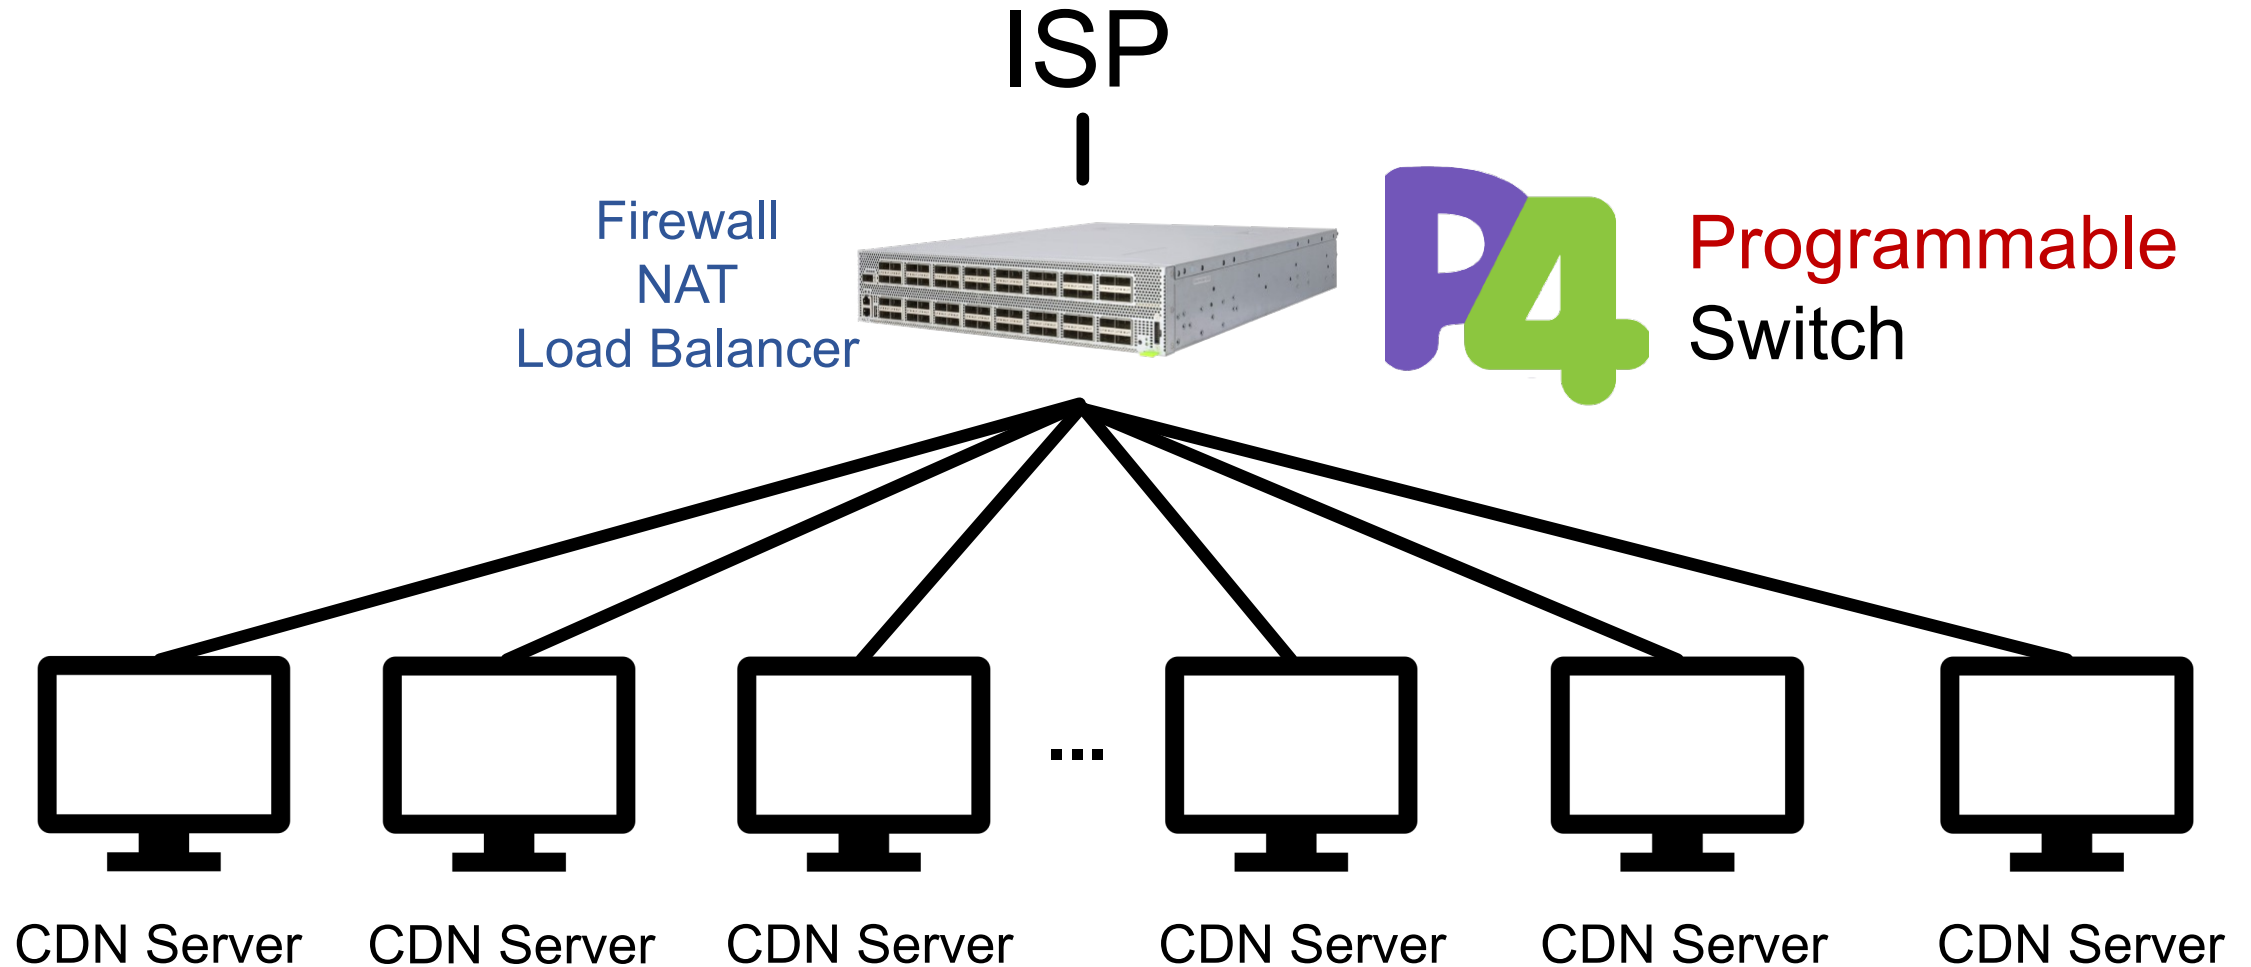 ISP
Firewall
NAT
Load Balancer
P4
Programmable
Switch
...
CDN Server
CDN Server
CDN Server
CDN Server
CDN Server
CDN Server